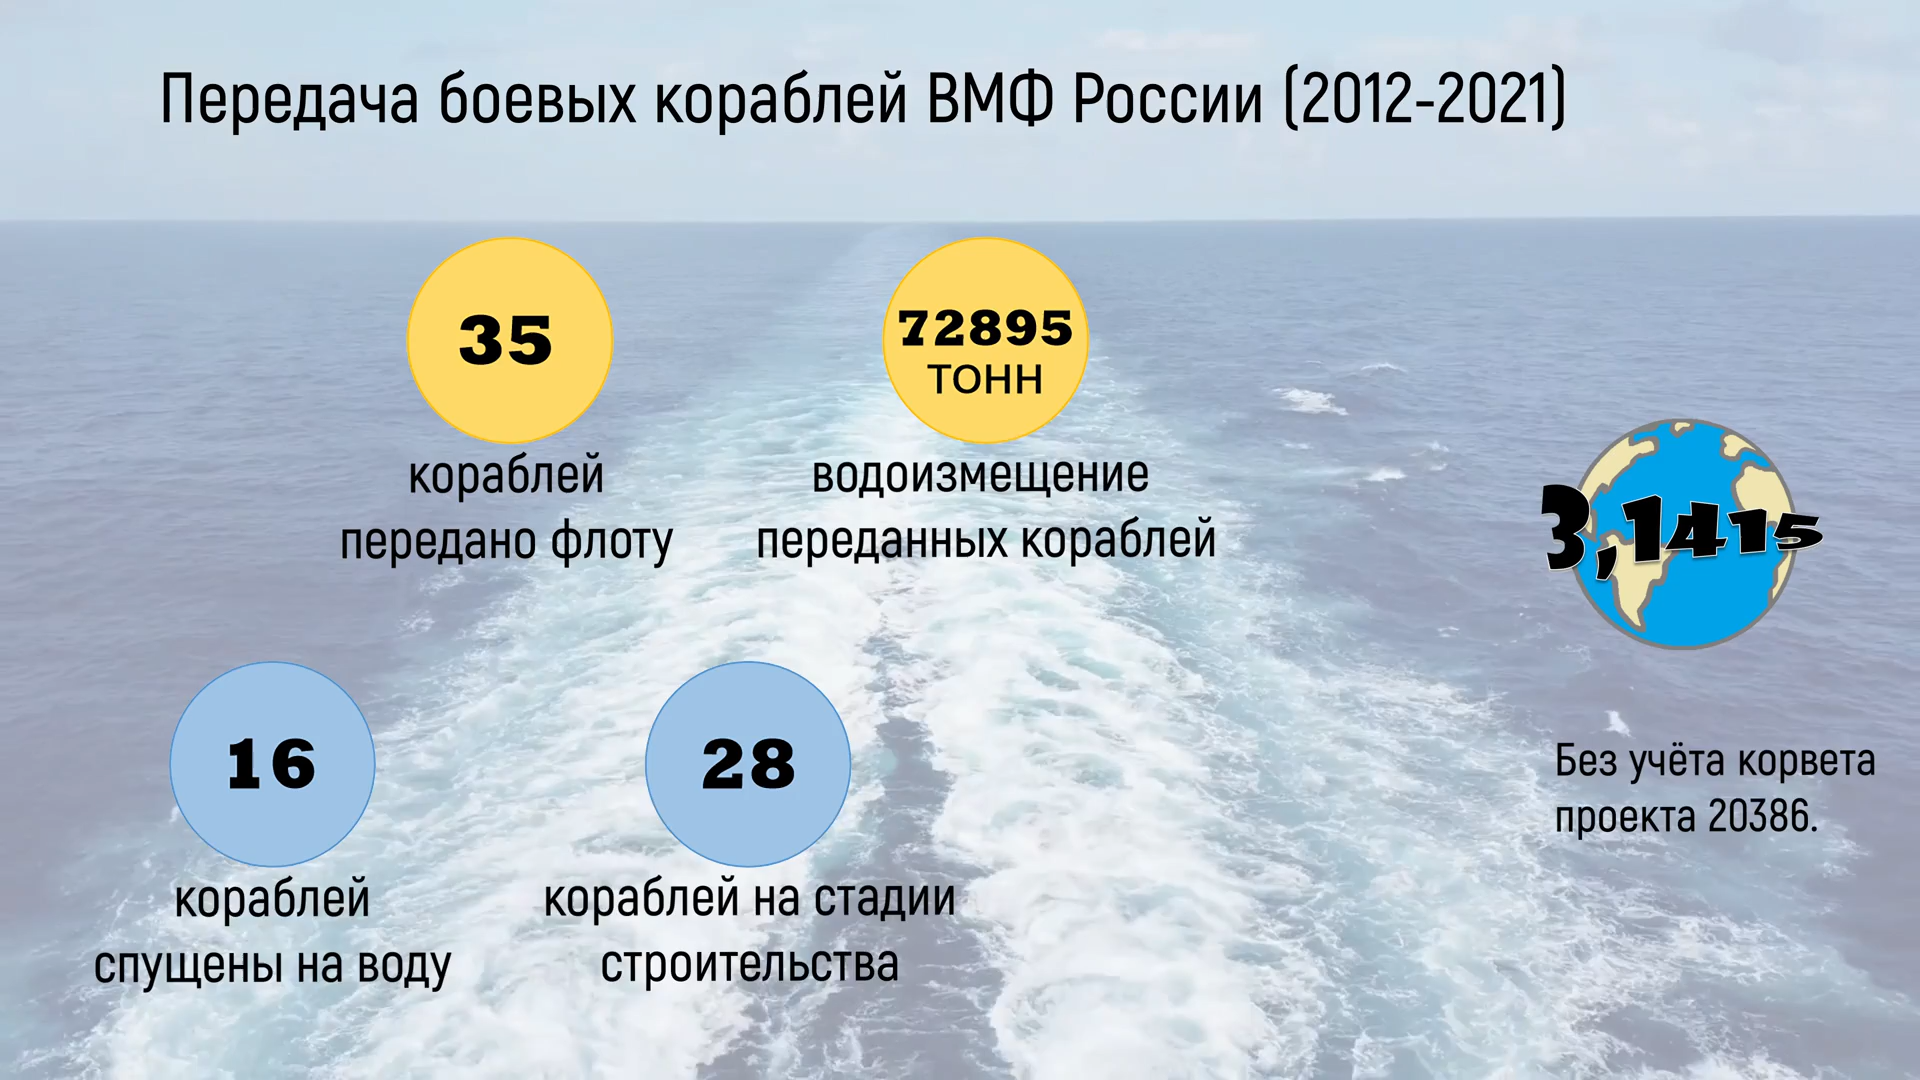 Передача боевых кораблей ВМФ России (2012-2021)
35
кораблей
передано флоту
72895
ТОНН
водоизмещение
переданных кораблей
3,1415
16
кораблей
спущены на воду
28
кораблей на стадии
строительства
Без учёта корвета
проекта 20386.